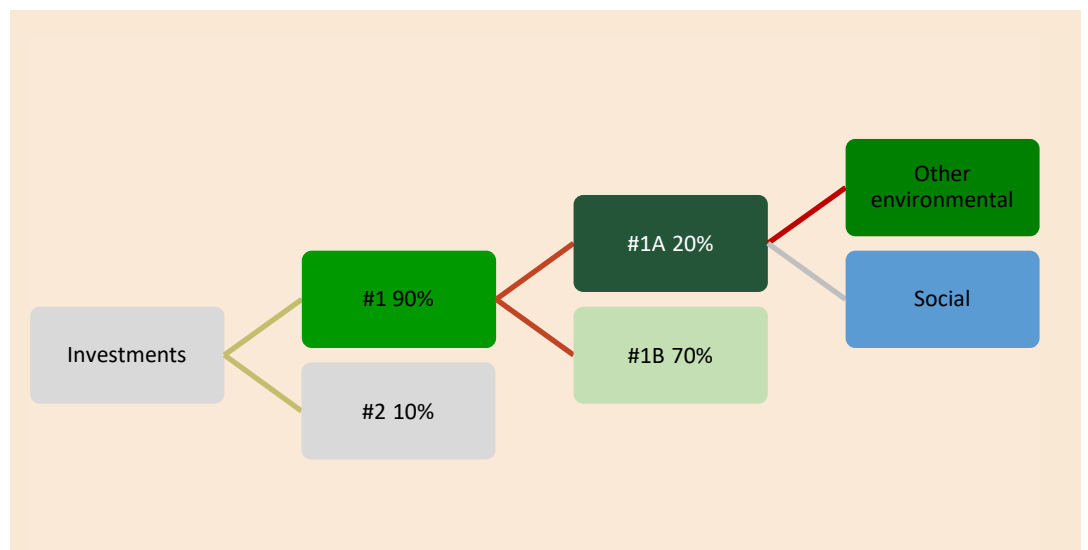 Investments
#1 90%
#2 10%
#1A 20%
#1B 70%
Other
environmental
Social